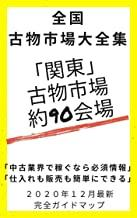 全国
古物市場大全集
「関東」
古物市場
約90会場
「中古業界で稼ぐなら必須情報」
「仕入れも販売も簡単にできる」
２０２０年１２月最新
完全ガイドマップ